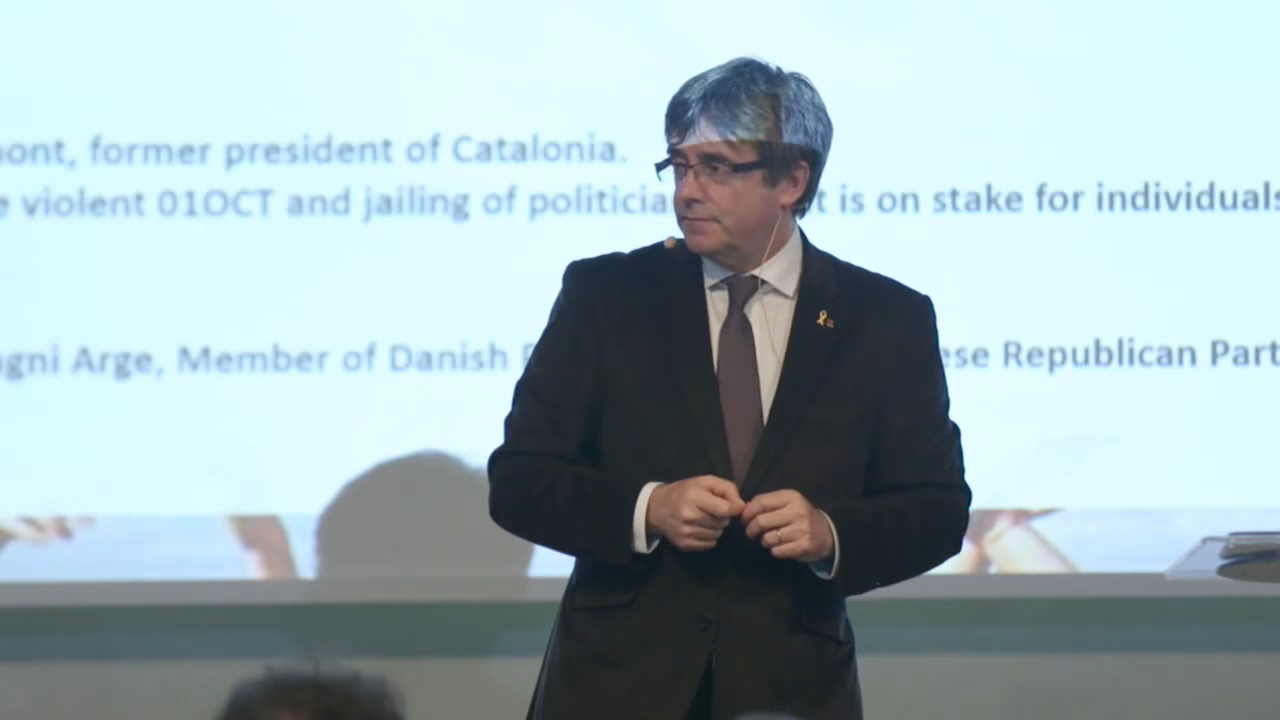 mont, former president of Catalonia.
e violent 01OCT and jailing of politicia t is on stake for individuals
agni Arge, Member of Danish ese Republican Part